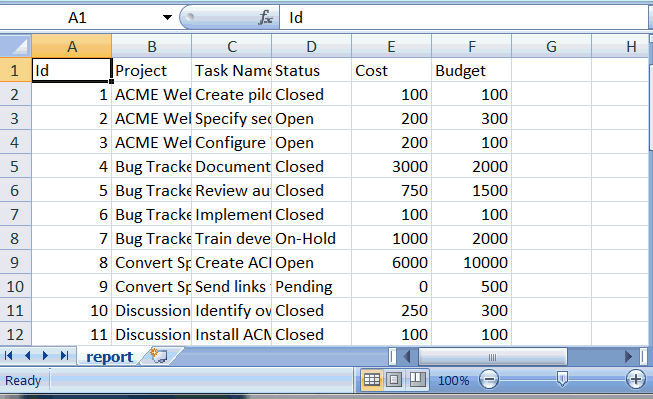 A1 fx Id
A B C D E F G H
1 Id Project Task Name Status Cost Budget
2 1 ACME Wel Create pilo Closed 100 100
3 2 ACME Wel Specify sec Open 200 300
4 3 ACME Wel Configure Open 200 100
5 4 Bug Tracke Document Closed 3000 2000
6 5 Bug Tracke Review au Closed 750 1500
7 6 Bug Tracke Implement Closed 100 100
8 7 Bug Tracke Train deve On-Hold 1000 2000
9 8 Convert Sp Create ACI Open 6000 10000
10 9 Convert Sp Send links Pending 0 500
11 10 Discussion Identify ov Closed 250 300
12 11 Discussion Install ACM Closed 100 100
report
Ready 100%